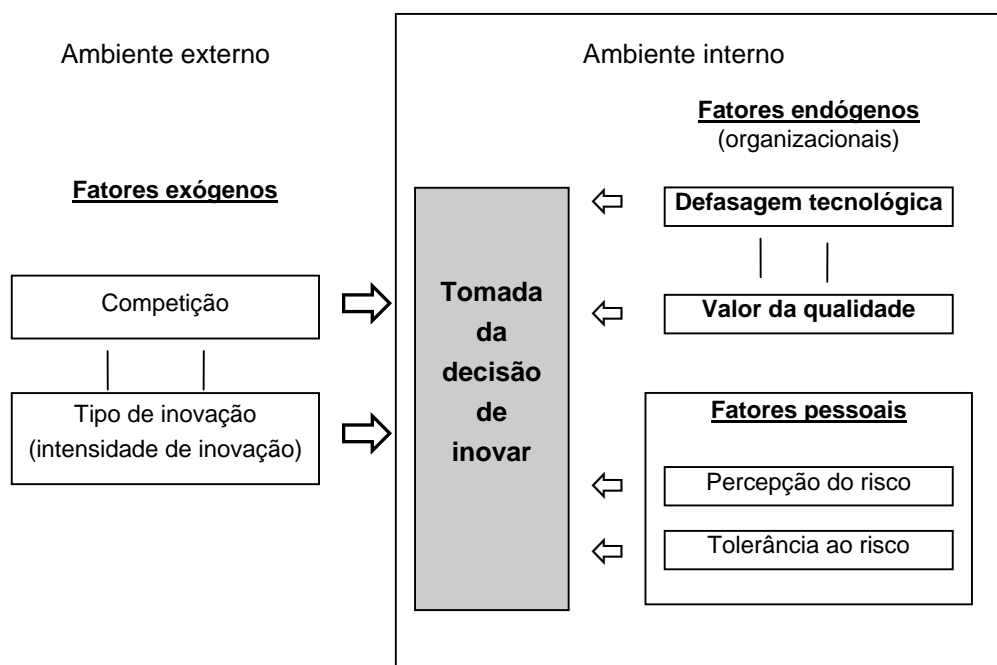 Ambiente externo
Ambiente interno
Fatores exógenos
Competição
Tipo de inovação
(intensidade de inovação)
Tomada
da
decisão
de
inovar
Fatores endógenos
(organizacionais)
Defasagem tecnológica
Valor da qualidade
Fatores pessoais
Percepção do risco
Tolerância ao risco